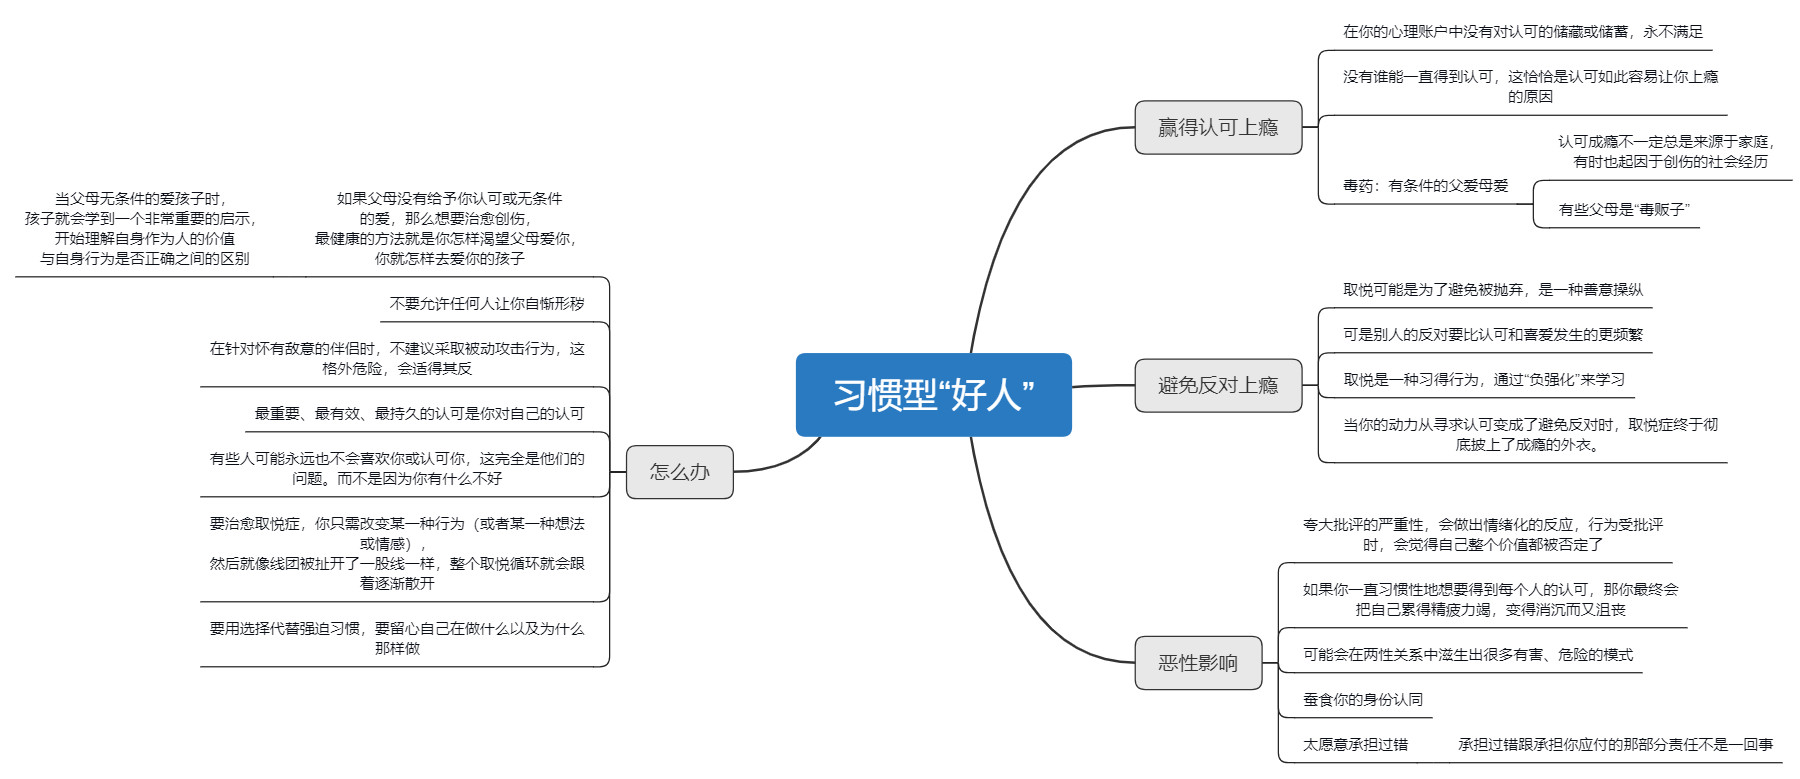 习惯型“好人”
赢得认可上瘾
在你的心理账户中没有对认可的储藏或储蓄，永不满足
没有谁能一直得到认可，这恰恰是认可如此容易让你上瘾
的原因
毒药：有条件的父爱母爱
认可成瘾不一定总是来源于家庭，
有时也起因于创伤的社会经历
有些父母是“毒贩子”
避免反对上瘾
取悦可能是为了避免被抛弃，是一种善意操纵
可是别人的反对要比认可和喜爱发生的更频繁
取悦是一种习得行为，通过“负强化”来学习
当你的动力从寻求认可变成了避免反对时，取悦症终于彻
底披上了成瘾的外衣。
恶性影响
夸大批评的严重性，会做出情绪化的反应，行为受批评
时，会觉得自己整个价值都被否定了
如果你一直习惯性地想要得到每个人的认可，那你最终会
把自己累得精疲力竭，变得消沉而又沮丧
可能会在两性关系中滋生出很多有害、危险的模式
蚕食你的身份认同
太愿意承担过错
承担过错跟承担你应付的那部分责任不是一回事
怎么办
如果父母没有给予你认可或无条件
的爱，那么想要治愈创伤，
最健康的方法就是你怎样渴望父母爱你，
你就怎样去爱你的孩子
当父母无条件的爱孩子时，
孩子就会学到一个非常重要的启示，
开始理解自身作为人的价值
与自身行为是否正确之间的区别
不要允许任何人让你自惭形秽
在针对怀有敌意的伴侣时，不建议采取被动攻击行为，这
格外危险，会适得其反
最重要、最有效、最持久的认可是你对自己的认可
有些人可能永远也不会喜欢你或认可你，这完全是他们的
问题。而不是因为你有什么不好
要治愈取悦症，你只需改变某一种行为（或者某一种想法
或情感），
然后就像线团被扯开了一股线一样，整个取悦循环就会跟
着逐渐散开
要用选择代替强迫习惯，要留心自己在做什么以及为什么
那样做